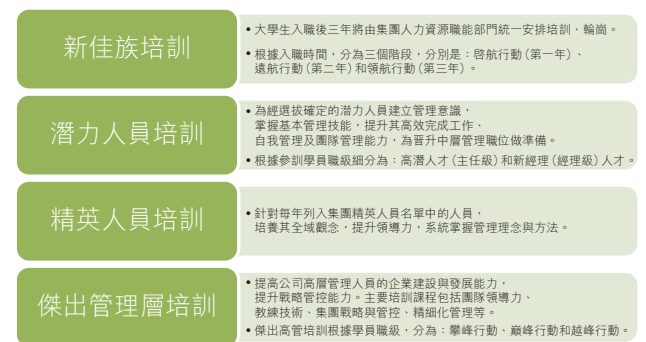 新佳族培訓
• 大學生入職後三年將由集團人力資源職能部門統一安排培訓、輪崗。
• 根據入職時間，分為三個階段，分別是：啓航行動(第一年)、
遠航行動(第二年)和領航行動(第三年)。
潛力人員培訓
• 為經選拔確定的潛力人員建立管理意識，
掌握基本管理技能，提升其高效完成工作、
自我管理及團隊管理能力，為晉升中層管理職位做準備。
• 根據參訓學員職級細分為：高潛人才(主任級)和新經理(經理級)人才。
精英人員培訓
• 針對每年列入集團精英人員名單中的人員，
培養其全域觀念，提升領導力，系統掌握管理理念與方法。
傑出管理層培訓
• 提高公司高層管理人員的企業建設與發展能力，
提升戰略管控能力。主要培訓課程包括團隊領導力、
教練技術、集團戰略與管控、精細化管理等。
• 傑出高管培訓根據學員職級，分為：攀峰行動、巔峰行動和越峰行動。